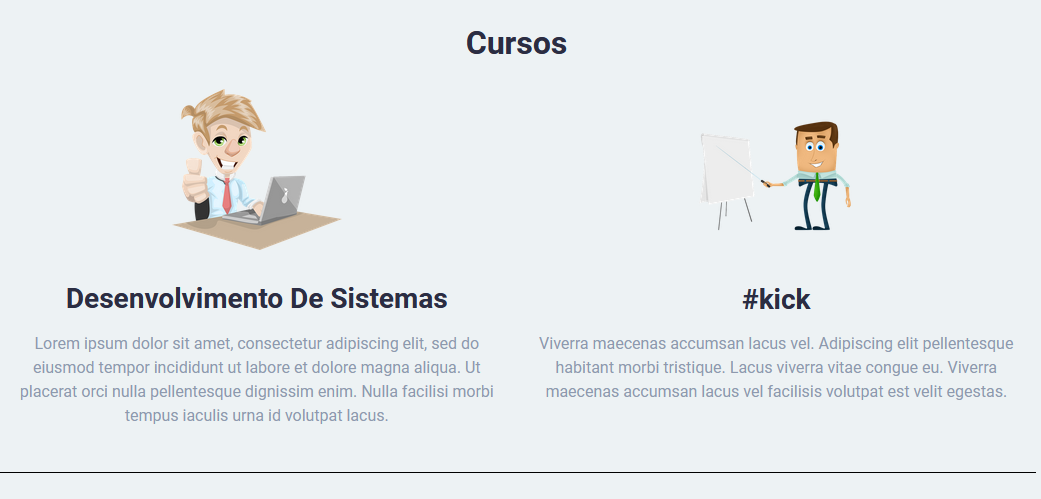 Cursos
Desenvolvimento De Sistemas
Lorem ipsum dolor sit amet, consectetur adipiscing elit, sed do
eiusmod tempor incididunt ut labore et dolore magna aliqua. Ut
placerat orci nulla pellentesque dignissim enim. Nulla facilisi morbi
tempus iaculis urna id volutpat lacus.
#kick
Viverra maecenas accumsan lacus vel. Adipiscing elit pellentesque
habitant morbi tristique. Lacus viverra vitae congue eu. Viverra
maecenas accumsan lacus vel facilisis volutpat est velit egestas.